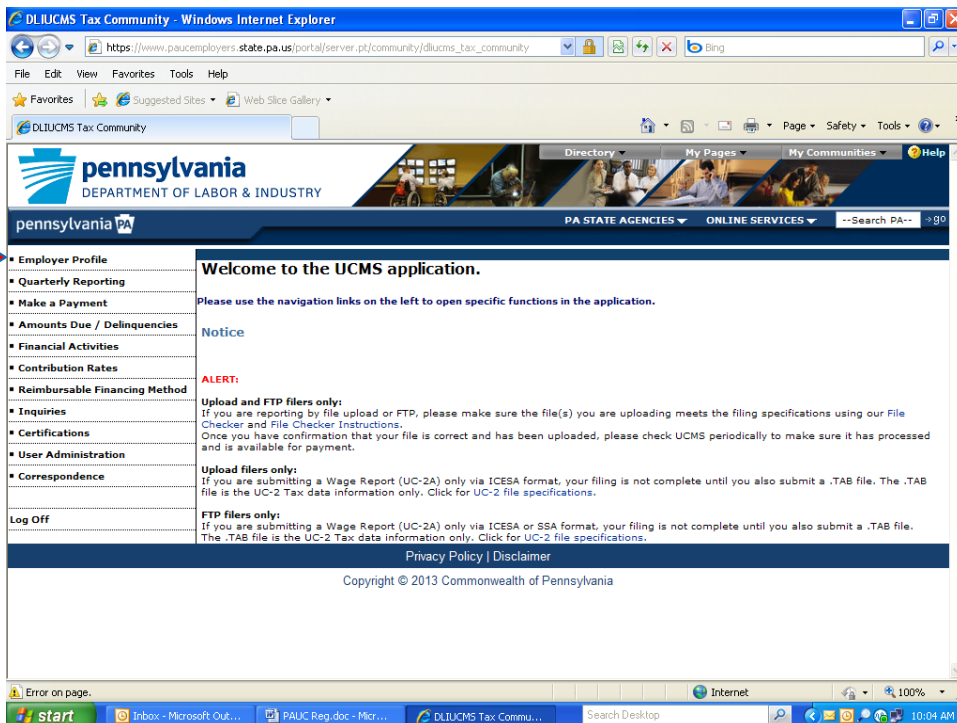 DLIUCMS Tax Community - Windows Internet Explorer
https://www.paucemployers.state.pa.us/portal/server.pt/community/dliucms_tax_community
Bing
File Edit View Favorites Tools Help
Favorites Suggested Sites Web Slice Gallery
DLIUCMS Tax Community
Page Safety Tools
pennsylvania
DEPARTMENT OF LABOR & INDUSTRY
Directory My Pages My Communities Help
pennsylvania PA
PA STATE AGENCIES ONLINE SERVICES --Search PA-- go
Employer Profile
Quarterly Reporting
Make a Payment
Amounts Due / Delinquencies
Financial Activities
Contribution Rates
Reimbursable Financing Method
Inquiries
Certifications
User Administration
Correspondence
Log Off
Welcome to the UCMS application.
Please use the navigation links on the left to open specific functions in the application.
Notice
ALERT:
Upload and FTP filers only:
If you are reporting by file upload or FTP, please make sure the file(s) you are uploading meets the filing specifications using our File
Checker and File Checker Instructions.
Once you have confirmation that your file is correct and has been uploaded, please check UCMS periodically to make sure it has processed
and is available for payment.
Upload filers only:
If you are submitting a Wage Report (UC-2A) only via ICESA format, your filing is not complete until you also submit a .TAB file. The .TAB
file is the UC-2 Tax data information only. Click for UC-2 file specifications.
FTP filers only:
If you are submitting a Wage Report (UC-2A) only via ICESA or SSA format, your filing is not complete until you also submit a .TAB file.
The .TAB file is the UC-2 Tax data information only. Click for UC-2 file specifications.
Privacy Policy | Disclaimer
Copyright © 2013 Commonwealth of Pennsylvania
Error on page. Internet 100%
start Inbox - Microsoft Out... PAUC Reg.doc - Micr... DLIUCMS Tax Commu... Search Desktop 10:04 AM